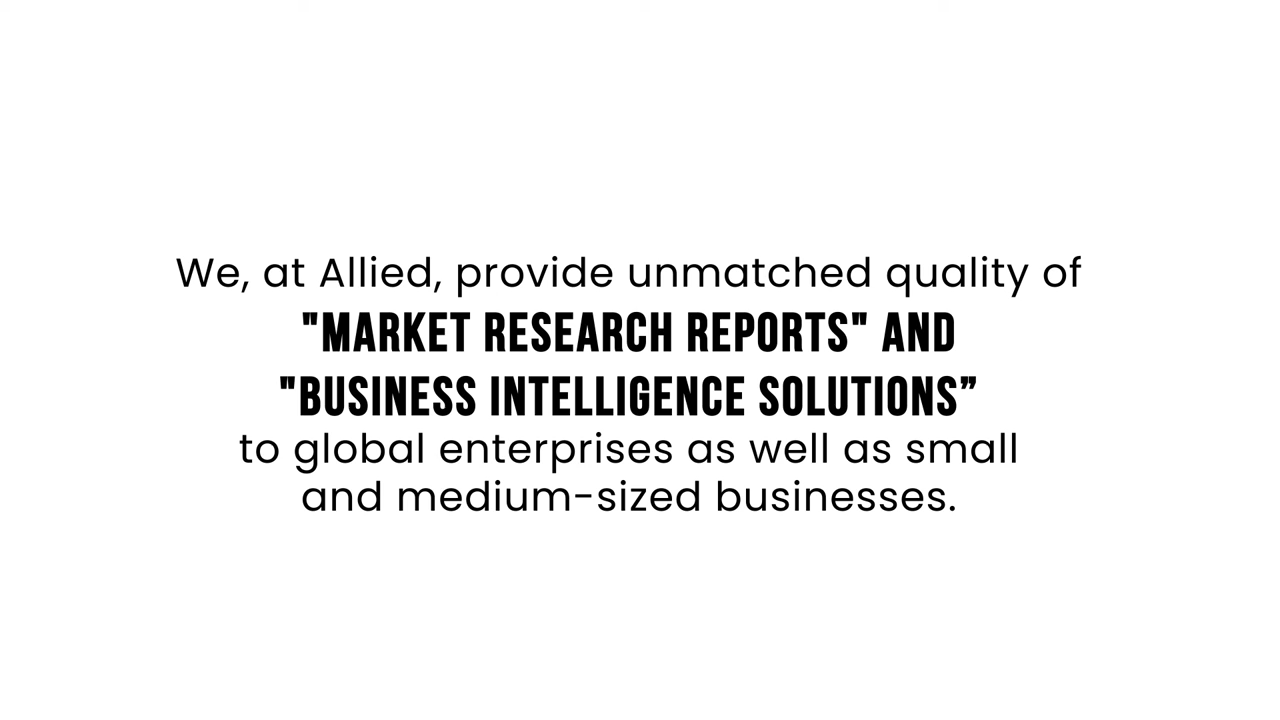 We, at Allied, provide unmatched quality of
"MARKET RESEARCH REPORTS" AND
"BUSINESS INTELLIGENCE SOLUTIONS”
to global enterprises as well as small
and medium-sized businesses.